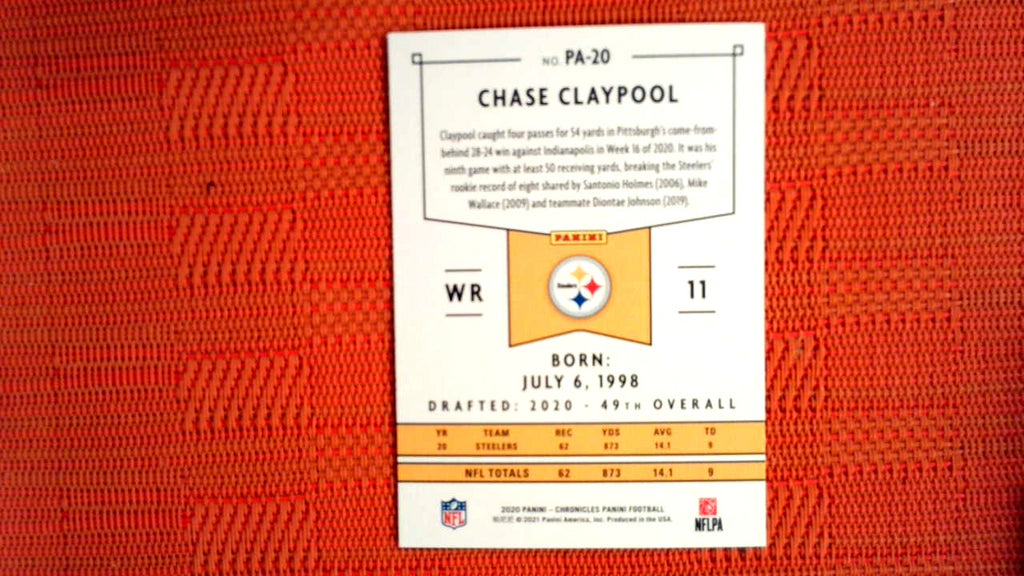 NO. PA-20
CHASE CLAYPOOL
Claypool caught four passes for 54 yards in Pittsburgh's come-from-
behind 28-24 win against Indianapolis in Week 16 of 2020. It was his
ninth game with at least 50 receiving yards, breaking the Steelers'
rookie record of eight shared by Santonio Holmes (2006), Mike
Wallace (2009) and teammate Diontae Johnson (2019).
PANINI
Steelers
WR
11
BORN:
JULY 6, 1998
DRAFTED: 2020 - 49TH OVERALL
YR TEAM REC YDS AVG TD
20 STEELERS 62 873 14.1 9
NFL TOTALS 62 873 14.1 9
NFL
2020 PANINI – CHRONICLES PANINI FOOTBALL
© 2021 Panini America, Inc. Produced in the USA.
NFLPA